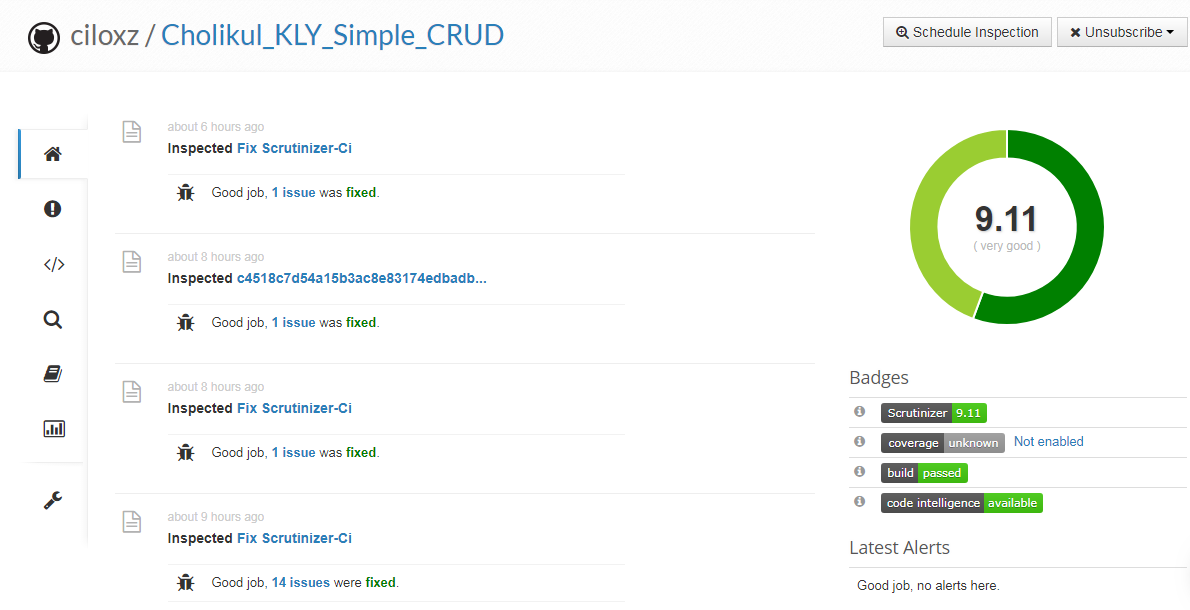 ciloxz / Cholikul_KLY_Simple_CRUD
Schedule Inspection
Unsubscribe
about 6 hours ago
Inspected Fix Scrutinizer-Ci
Good job, 1 issue was fixed.
about 8 hours ago
Inspected c4518c7d54a15b3ac8e83174edbadb...
Good job, 1 issue was fixed.
about 8 hours ago
Inspected Fix Scrutinizer-Ci
Good job, 1 issue was fixed.
about 9 hours ago
Inspected Fix Scrutinizer-Ci
Good job, 14 issues were fixed.
9.11
( very good )
Badges
Scrutinizer 9.11
coverage unknown Not enabled
build passed
code intelligence available
Latest Alerts
Good job, no alerts here.